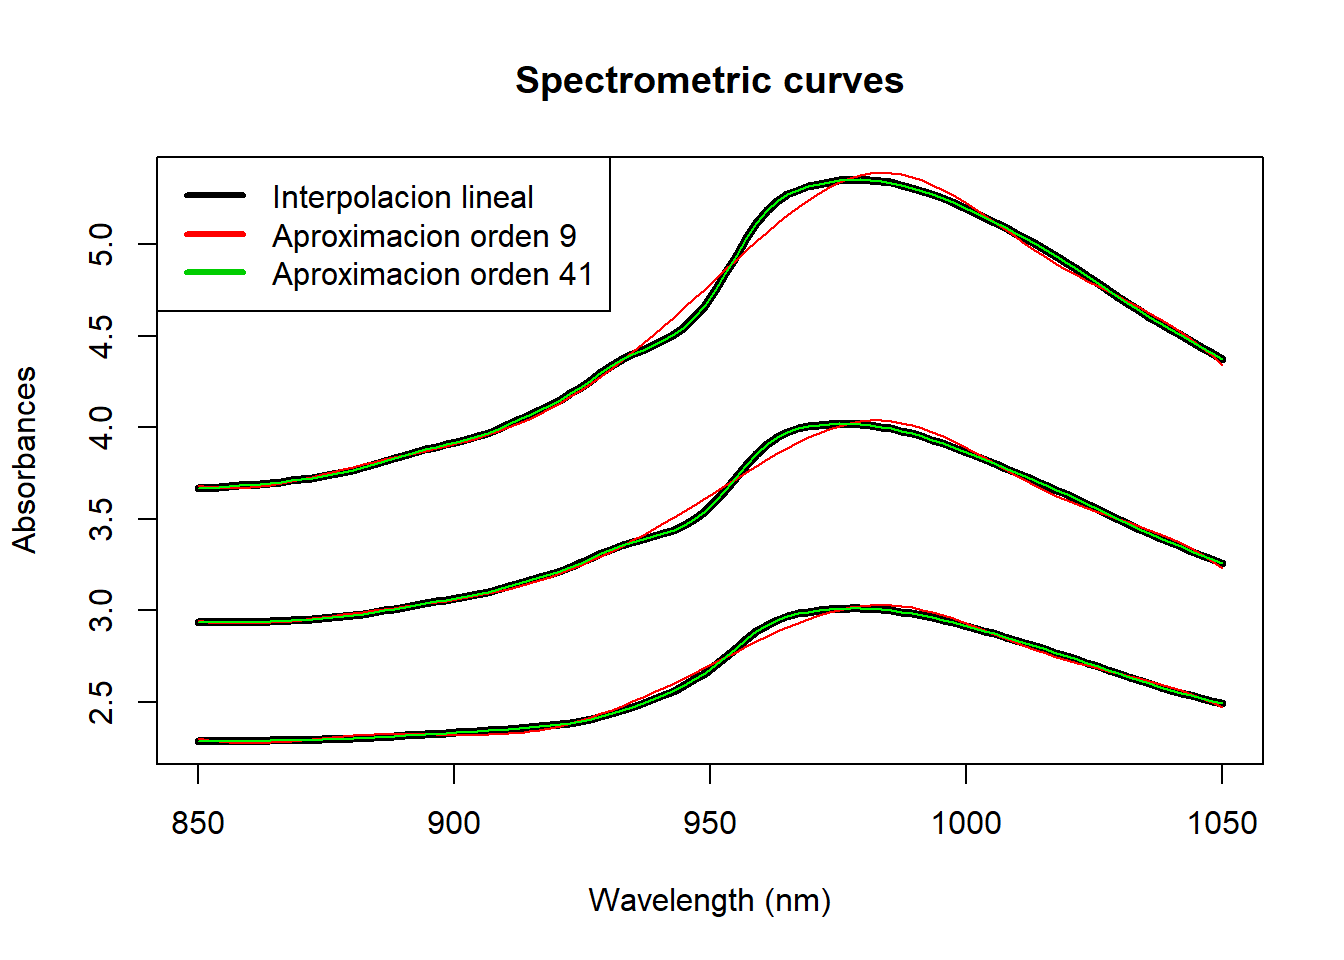 Spectrometric curves
Interpolacion lineal
Aproximacion orden 9
Aproximacion orden 41
Absorbances
5.0
4.5
4.0
3.5
3.0
2.5
850 900 950 1000 1050
Wavelength (nm)